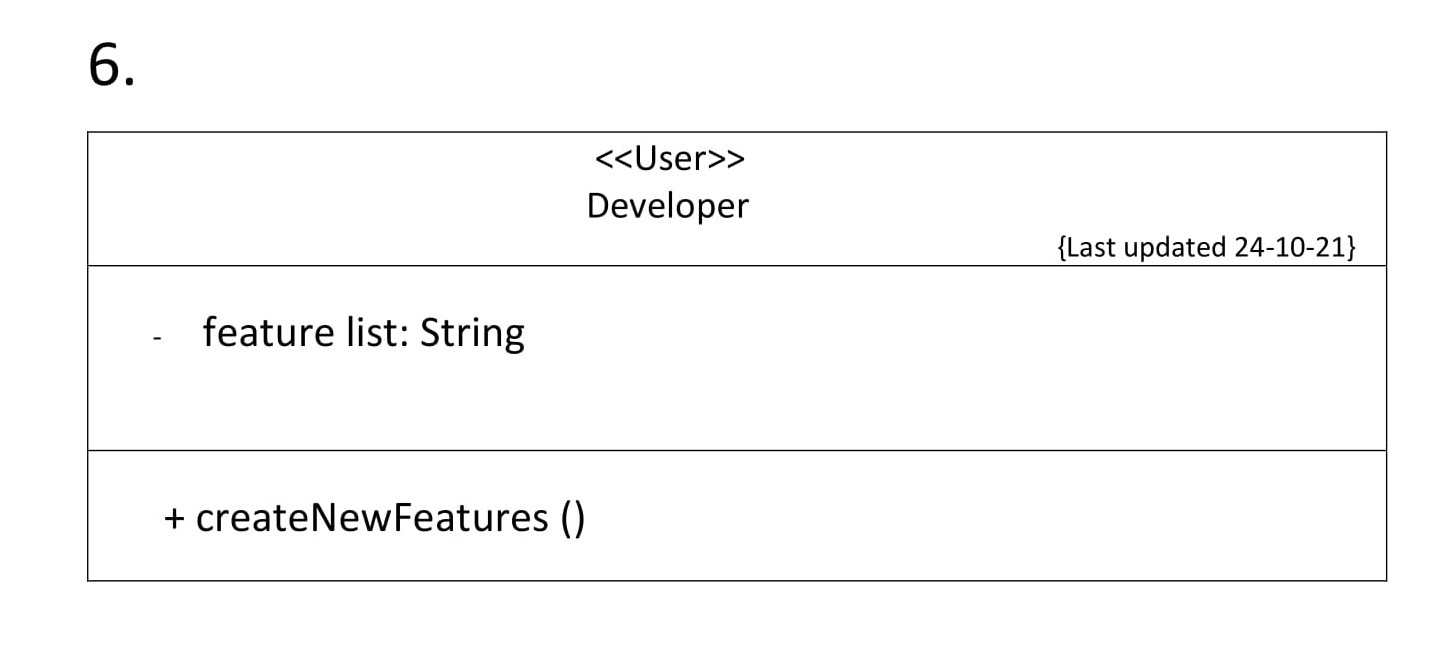 6.
<<User>>
Developer
{Last updated 24-10-21}
- feature list: String
+ createNewFeatures ()